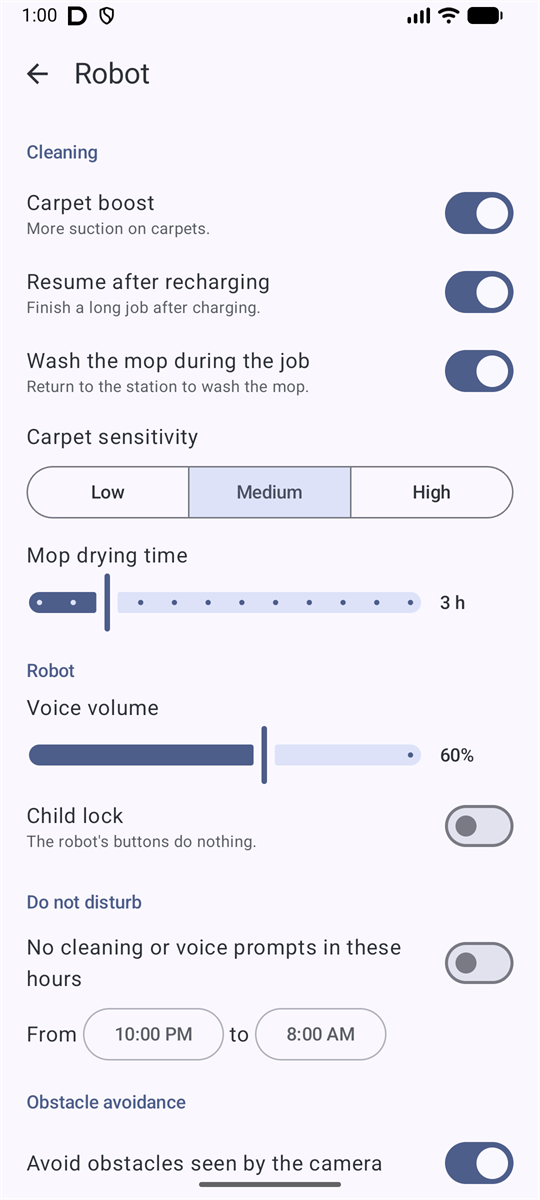 1:00
Robot
Cleaning
Carpet boost
More suction on carpets.
Resume after recharging
Finish a long job after charging.
Wash the mop during the job
Return to the station to wash the mop.
Carpet sensitivity
Low Medium High
Mop drying time
3 h
Robot
Voice volume
60%
Child lock
The robot's buttons do nothing.
Do not disturb
No cleaning or voice prompts in these
hours
From 10:00 PM to 8:00 AM
Obstacle avoidance
Avoid obstacles seen by the camera